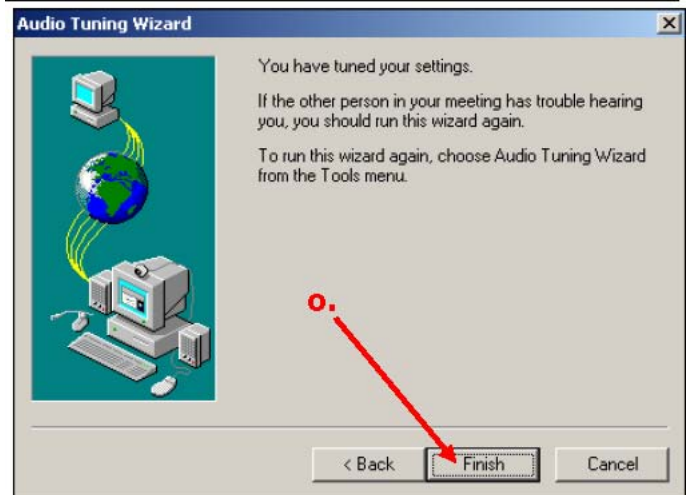 Audio Tuning Wizard
You have tuned your settings.
If the other person in your meeting has trouble hearing
you, you should run this wizard again.
To run this wizard again, choose Audio Tuning Wizard
from the Tools menu.
o.
< Back
Finish
Cancel